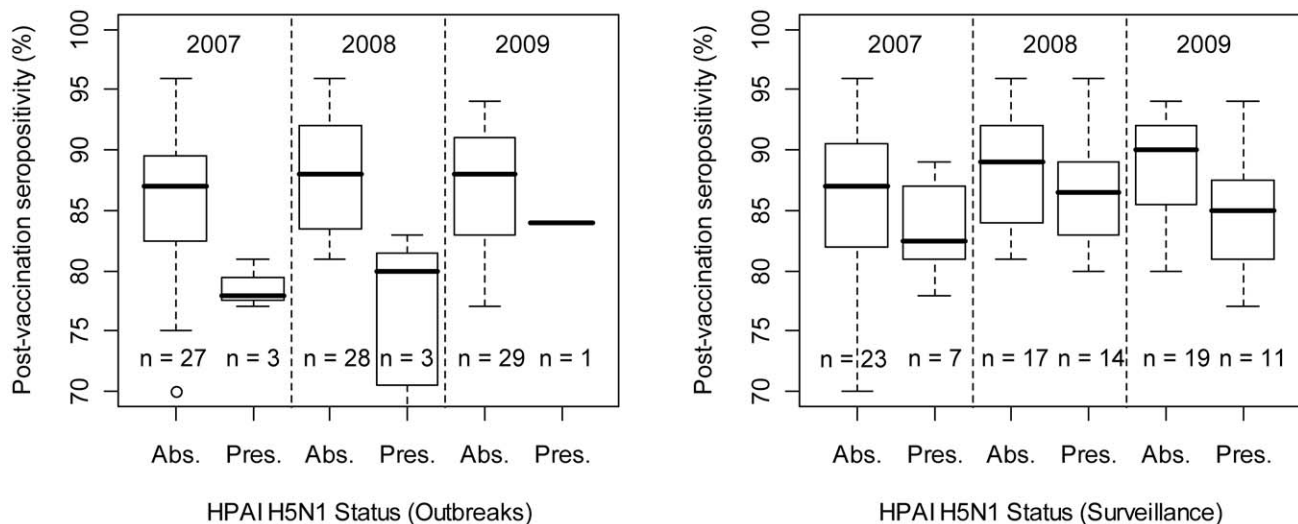 Post-vaccination seropositivity (%)
100
95
90
85
80
75
70
2007 2008 2009
n = 27 n = 3 n = 28 n = 3 n = 29 n = 1
Abs. Pres. Abs. Pres. Abs. Pres.
HPAI H5N1 Status (Outbreaks)
Post-vaccination seropositivity (%)
100
95
90
85
80
75
70
2007 2008 2009
n = 23 n = 7 n = 17 n = 14 n = 19 n = 11
Abs. Pres. Abs. Pres. Abs. Pres.
HPAI H5N1 Status (Surveillance)